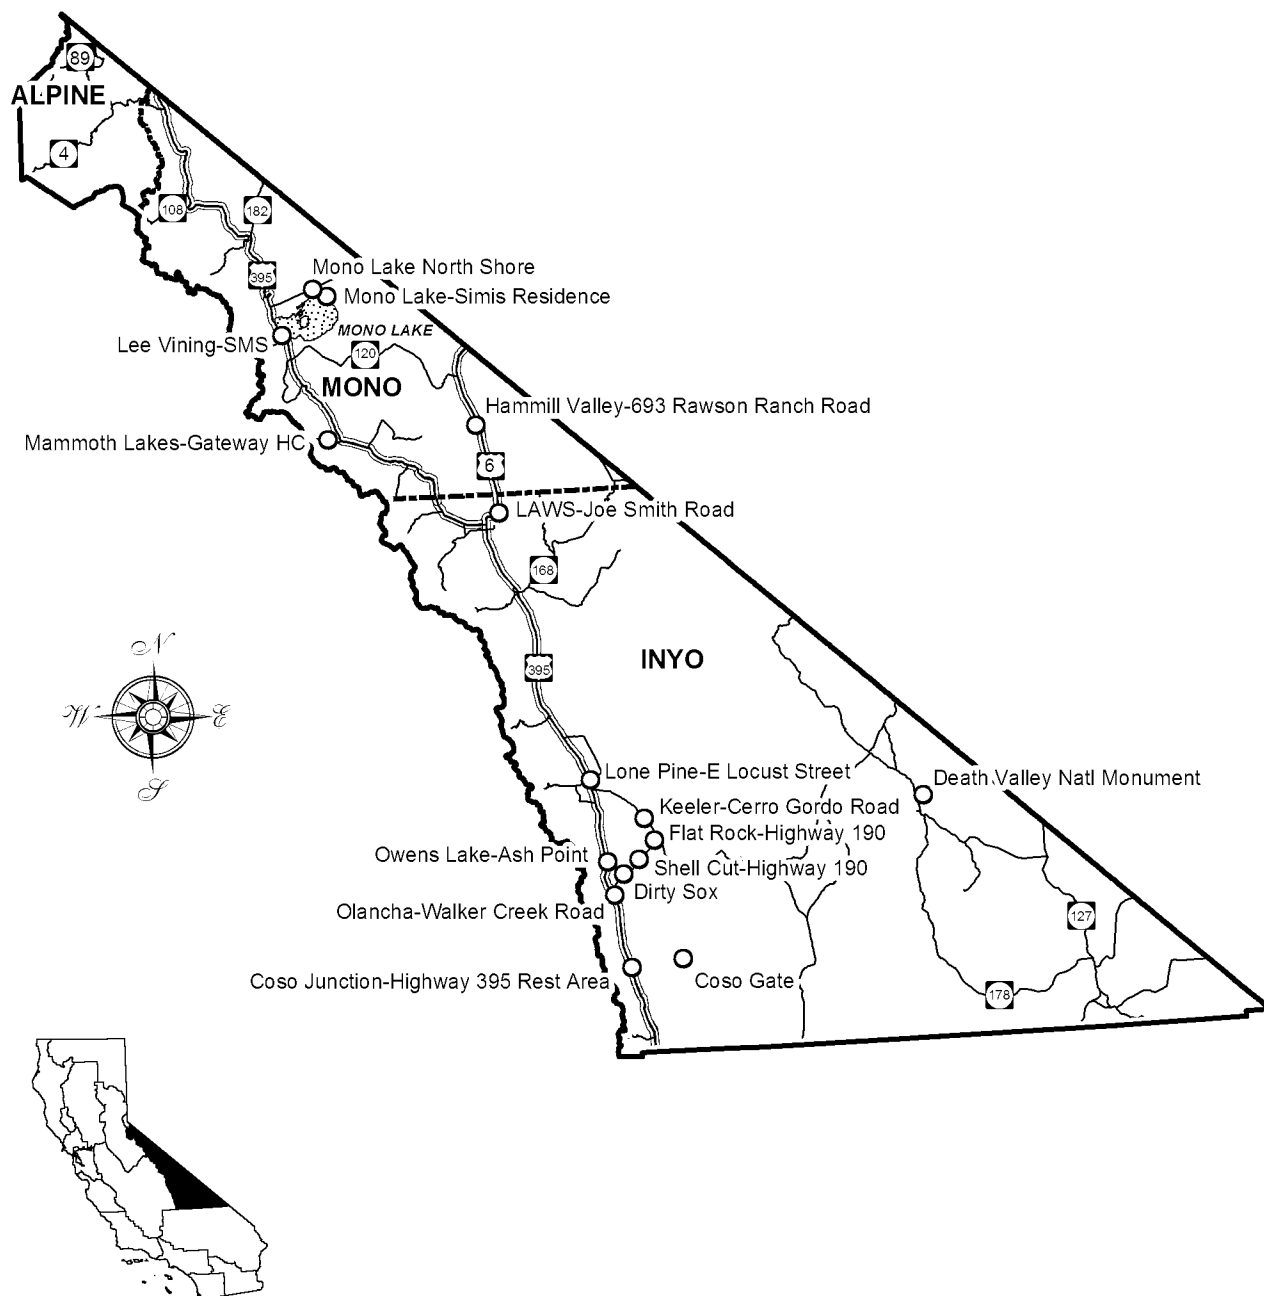 89
ALPINE
4
108
182
395
Mono Lake North Shore
Mono Lake-Simis Residence
MONO LAKE
Lee Vining-SMS
120
MONO
Hammill Valley-693 Rawson Ranch Road
Mammoth Lakes-Gateway HC
6
LAWS-Joe Smith Road
168
INYO
395
N
W
E
S
Lone Pine-E Locust Street
Death Valley Natl Monument
Keeler-Cerro Gordo Road
Flat Rock-Highway 190
Owens Lake-Ash Point
Shell Cut-Highway 190
Dirty Sox
Olancha-Walker Creek Road
127
Coso Junction-Highway 395 Rest Area
Coso Gate
178